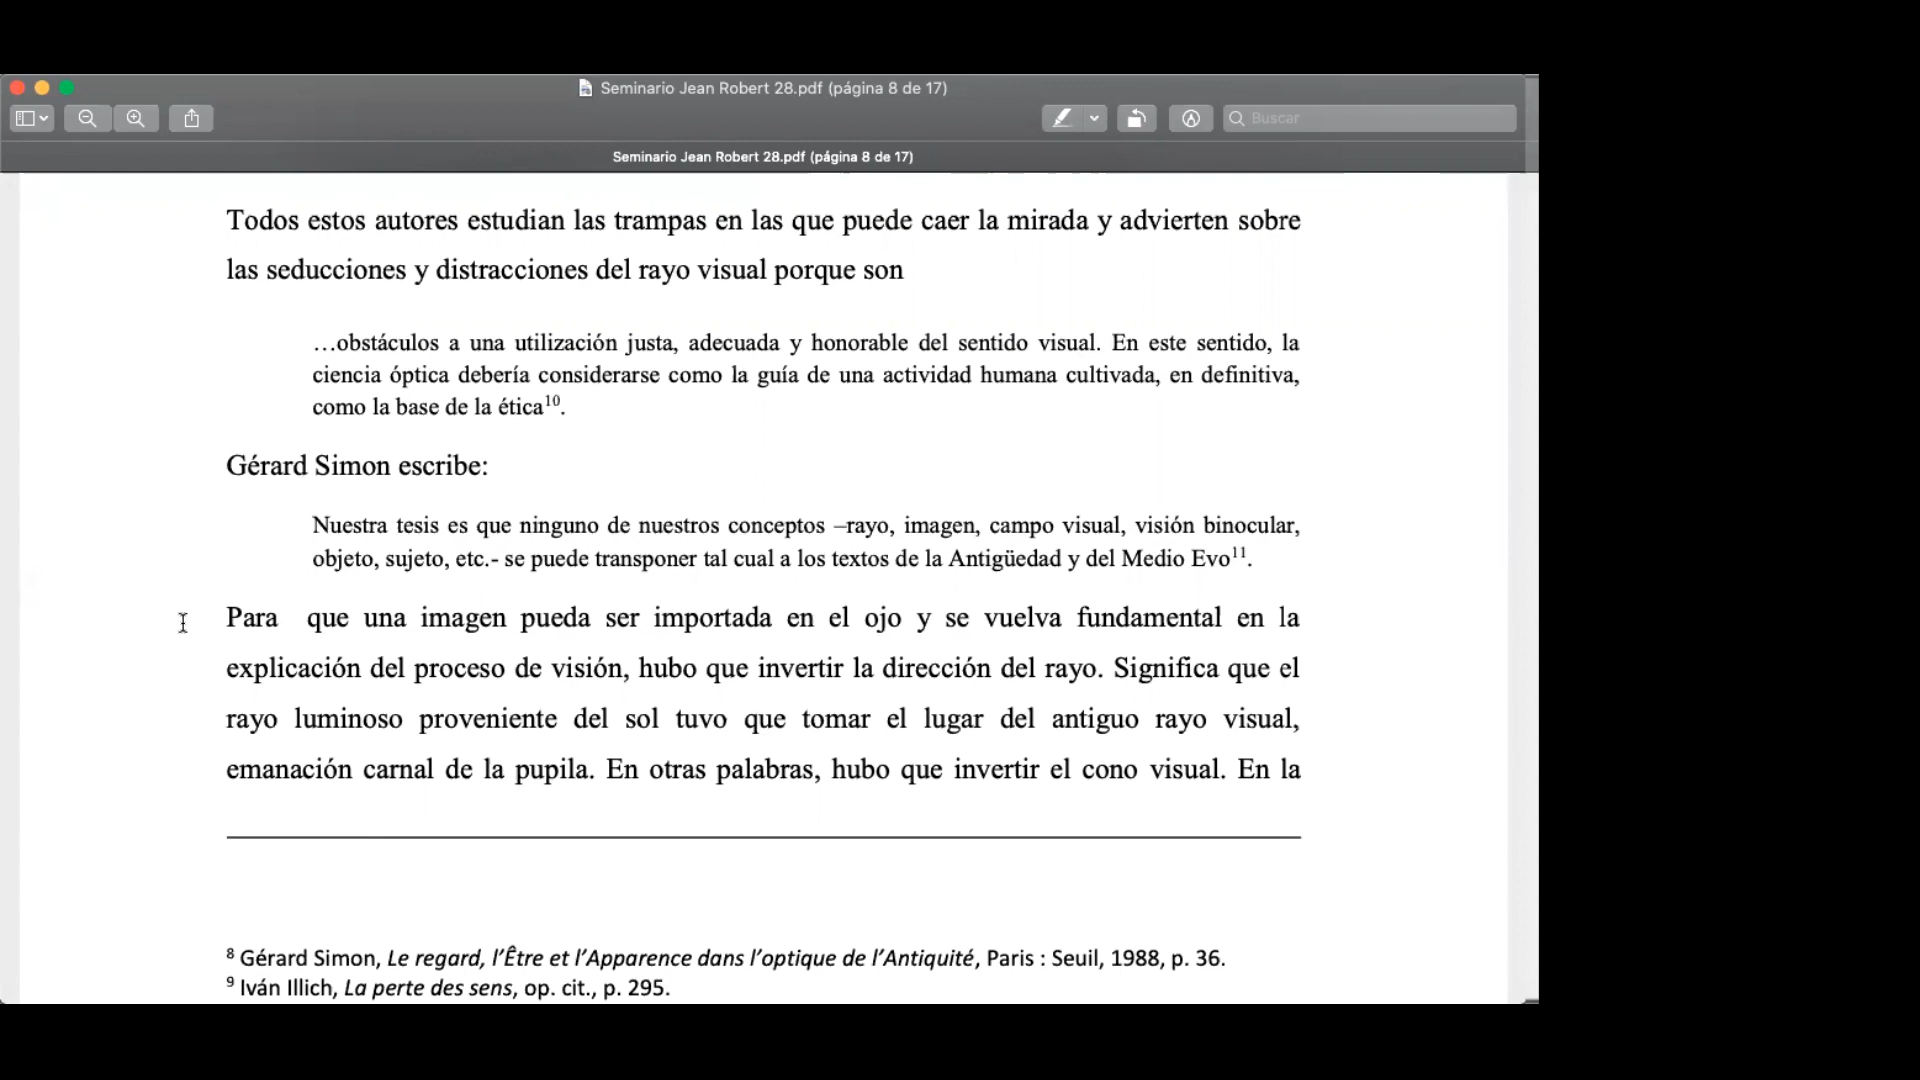 Seminario Jean Robert 28.pdf (página 8 de 17)
Buscar
Seminario Jean Robert 28.pdf (página 8 de 17)
Todos estos autores estudian las trampas en las que puede caer la mirada y advierten sobre
las seducciones y distracciones del rayo visual porque son
…obstáculos a una utilización justa, adecuada y honorable del sentido visual. En este sentido, la
ciencia óptica debería considerarse como la guía de una actividad humana cultivada, en definitiva,
como la base de la ética¹⁰.
Gérard Simon escribe:
Nuestra tesis es que ninguno de nuestros conceptos –rayo, imagen, campo visual, visión binocular,
objeto, sujeto, etc.- se puede transponer tal cual a los textos de la Antigüedad y del Medio Evo¹¹.
Para que una imagen pueda ser importada en el ojo y se vuelva fundamental en la
explicación del proceso de visión, hubo que invertir la dirección del rayo. Significa que el
rayo luminoso proveniente del sol tuvo que tomar el lugar del antiguo rayo visual,
emanación carnal de la pupila. En otras palabras, hubo que invertir el cono visual. En la
⁸ Gérard Simon, Le regard, l’Être et l’Apparence dans l’optique de l’Antiquité, Paris : Seuil, 1988, p. 36.
⁹ Iván Illich, La perte des sens, op. cit., p. 295.